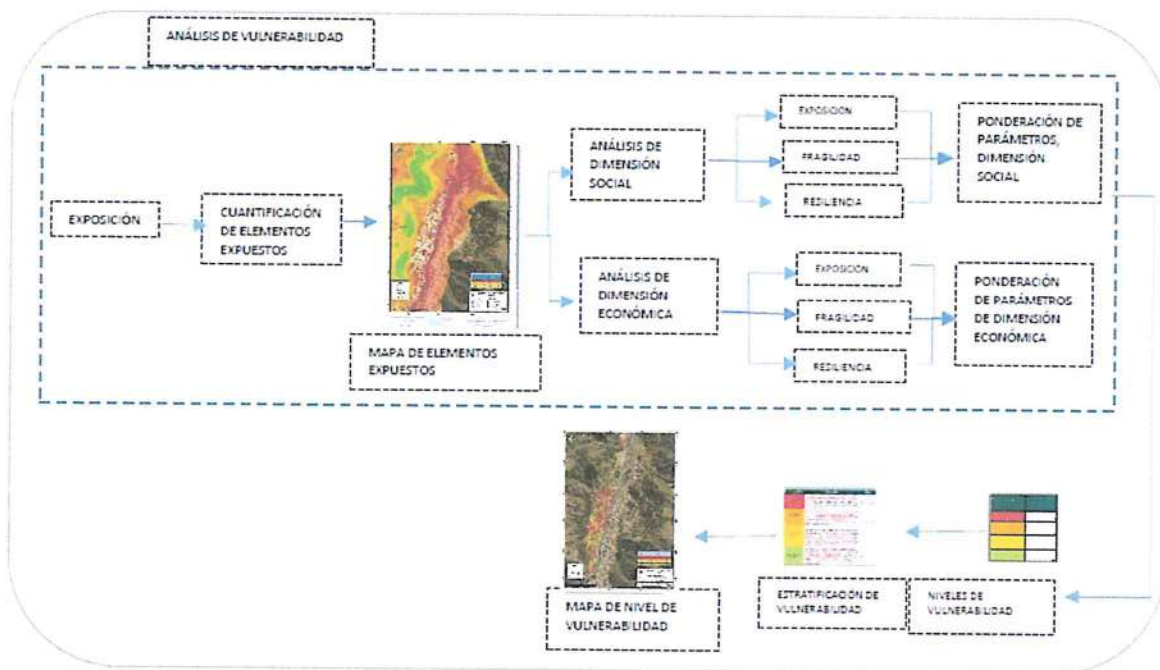 ANÁLISIS DE VULNERABILIDAD
EXPOSICIÓN
CUANTIFICACIÓN
DE ELEMENTOS
EXPUESTOS
MAPA DE ELEMENTOS
EXPUESTOS
ANÁLISIS DE
DIMENSIÓN
SOCIAL
EXPOSICIÓN
FRAGILIDAD
RESILIENCIA
PONDERACIÓN DE
PARÁMETROS,
DIMENSIÓN
SOCIAL
ANÁLISIS DE
DIMENSIÓN
ECONÓMICA
EXPOSICIÓN
FRAGILIDAD
RESILIENCIA
PONDERACIÓN
DE PARÁMETROS
DE DIMENSIÓN
ECONÓMICA
MAPA DE NIVEL DE
VULNERABILIDAD
ESTRATIFICACIÓN DE
VULNERABILIDAD
NIVELES DE
VULNERABILIDAD